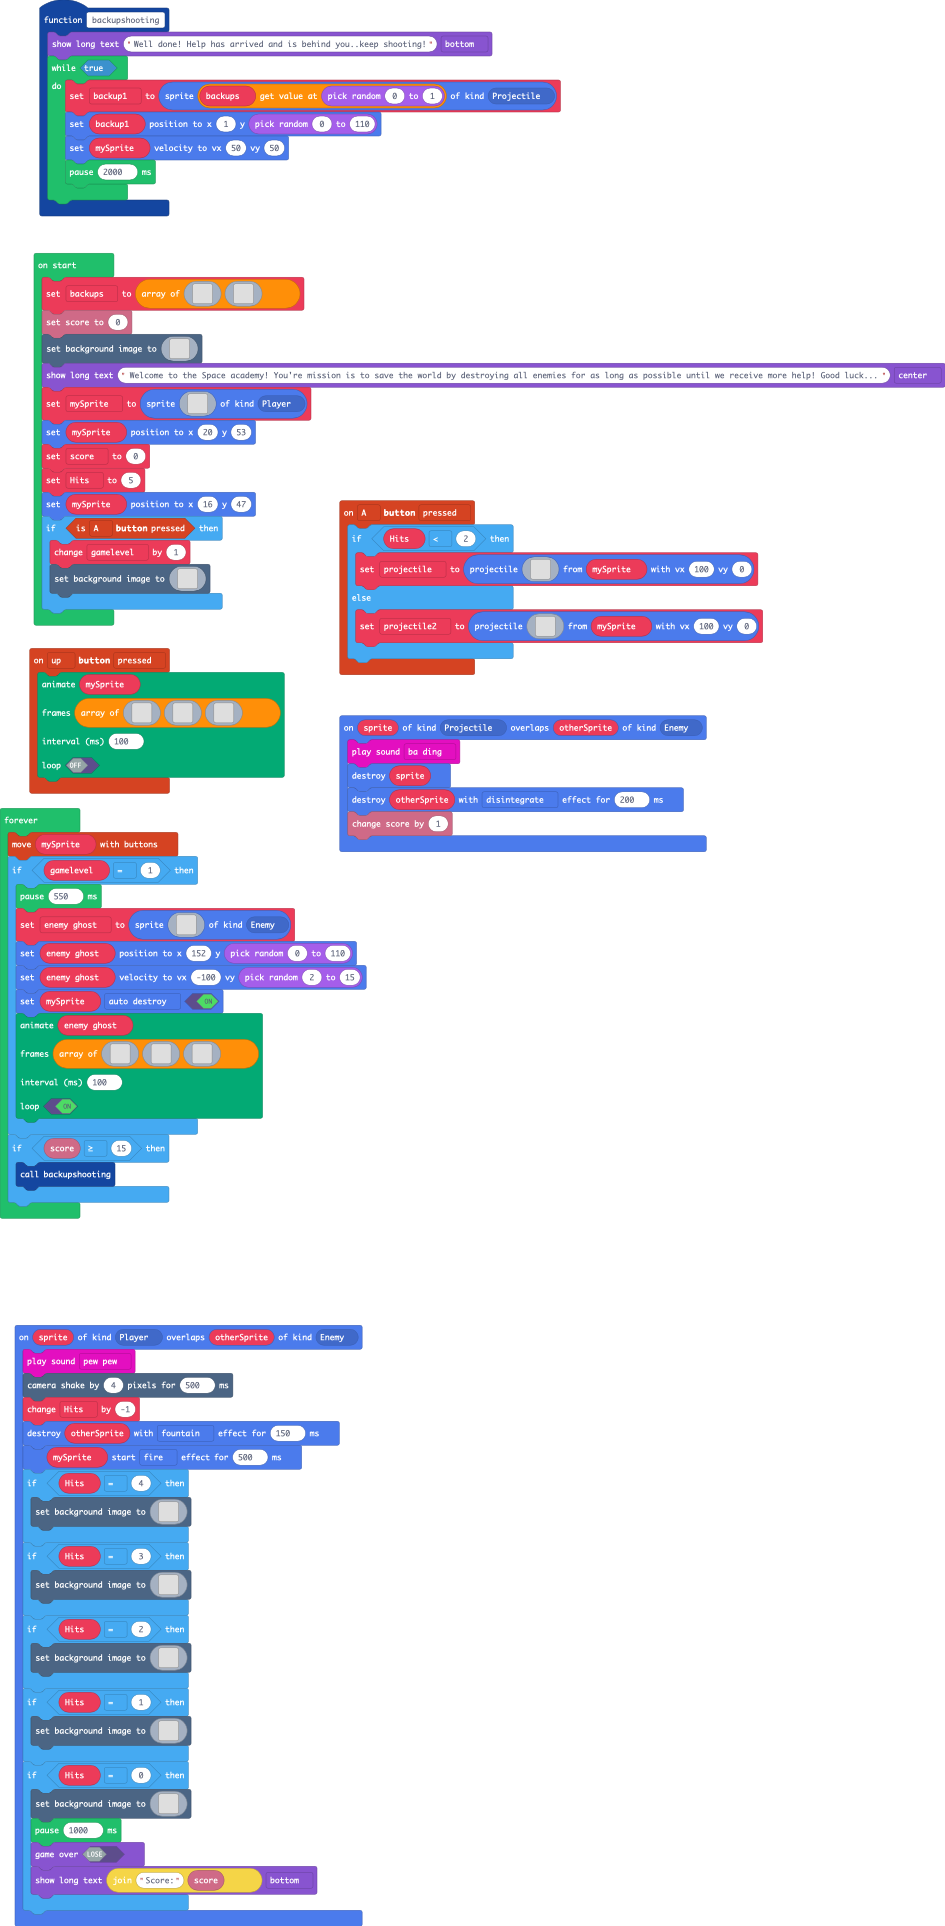 function backupshooting
show long text "Well done! Help has arrived and is behind you..keep shooting!" bottom
while true
do
set backup1 to sprite backups get value at pick random 0 to 1 of kind Projectile
set backup1 position to x 1 y pick random 0 to 110
set mySprite velocity to vx 50 vy 50
pause 2000 ms
on start
set backups to array of
set score to 0
set background image to
show long text " Welcome to the Space academy! You're mission is to save the world by destroying all enemies for as long as possible until we receive more help! Good luck... " center
set mySprite to sprite of kind Player
set mySprite position to x 20 y 53
set score to 0
set Hits to 5
set mySprite position to x 16 y 47
if is A button pressed then
change gamelevel by 1
set background image to
on A button pressed
if Hits < 2 then
set projectile to projectile from mySprite with vx 100 vy 0
else
set projectile2 to projectile from mySprite with vx 100 vy 0
on up button pressed
animate mySprite
frames array of
interval (ms) 100
loop OFF
on sprite of kind Projectile overlaps otherSprite of kind Enemy
play sound ba ding
destroy sprite
destroy otherSprite with disintegrate effect for 200 ms
change score by 1
forever
move mySprite with buttons
if gamelevel = 1 then
pause 550 ms
set enemy ghost to sprite of kind Enemy
set enemy ghost position to x 152 y pick random 0 to 110
set enemy ghost velocity to vx -100 vy pick random 2 to 15
set mySprite auto destroy ON
animate enemy ghost
frames array of
interval (ms) 100
loop ON
if score ≥ 15 then
call backupshooting
on sprite of kind Player overlaps otherSprite of kind Enemy
play sound pew pew
camera shake by 4 pixels for 500 ms
change Hits by -1
destroy otherSprite with fountain effect for 150 ms
mySprite start fire effect for 500 ms
if Hits = 4 then
set background image to
if Hits = 3 then
set background image to
if Hits = 2 then
set background image to
if Hits = 1 then
set background image to
if Hits = 0 then
set background image to
pause 1000 ms
game over LOSE
show long text join "Score:" score bottom